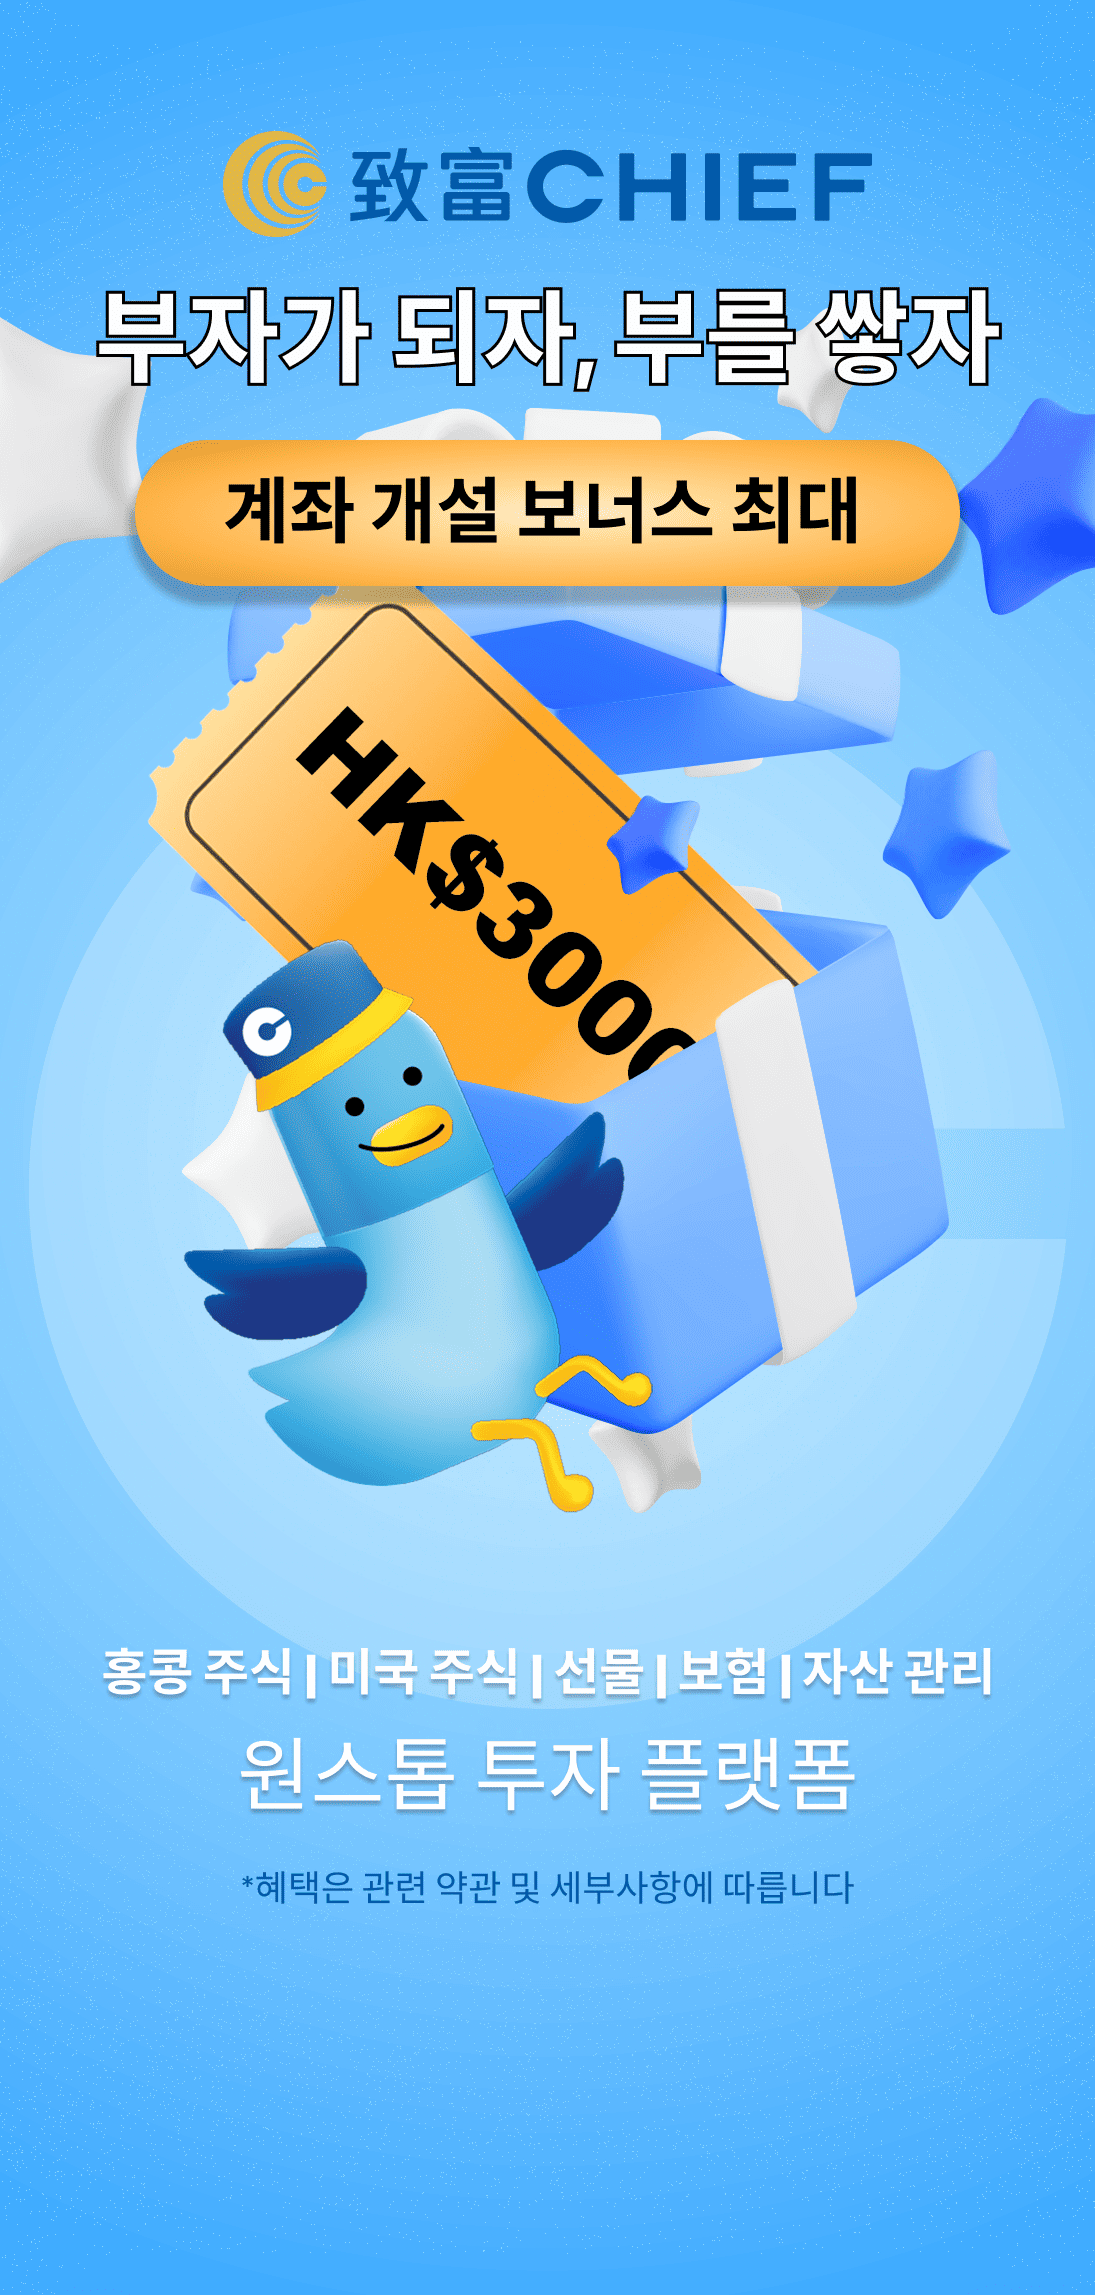 致富CHIEF
부자가 되자, 부를 쌓자
계좌 개설 보너스 최대
HK$3000
홍콩 주식 | 미국 주식 | 선물 | 보험 | 자산 관리
원스톱 투자 플랫폼
*혜택은 관련 약관 및 세부사항에 따릅니다